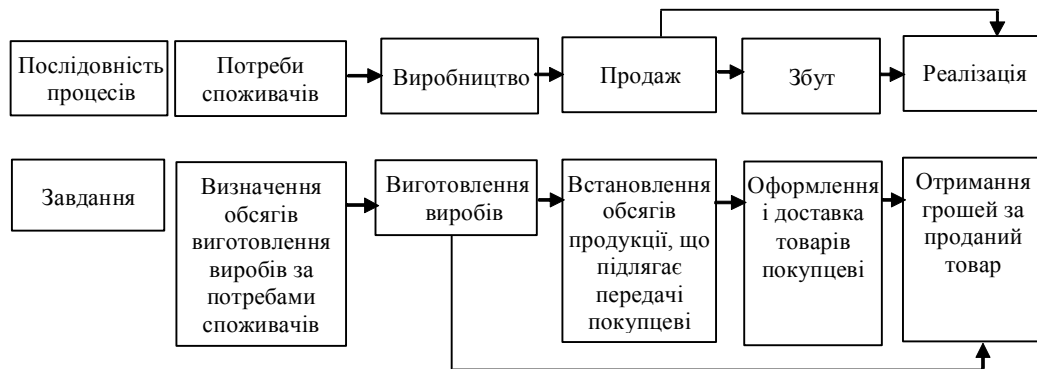 Послідовність
процесів
Потреби
споживачів
Виробництво
Продаж
Збут
Реалізація
Завдання
Визначення
обсягів
виготовлення
виробів за
потребами
споживачів
Виготовлення
виробів
Встановлення
обсягів
продукції, що
підлягає
передачі
покупцеві
Оформлення
і доставка
товарів
покупцеві
Отримання
грошей за
проданий
товар